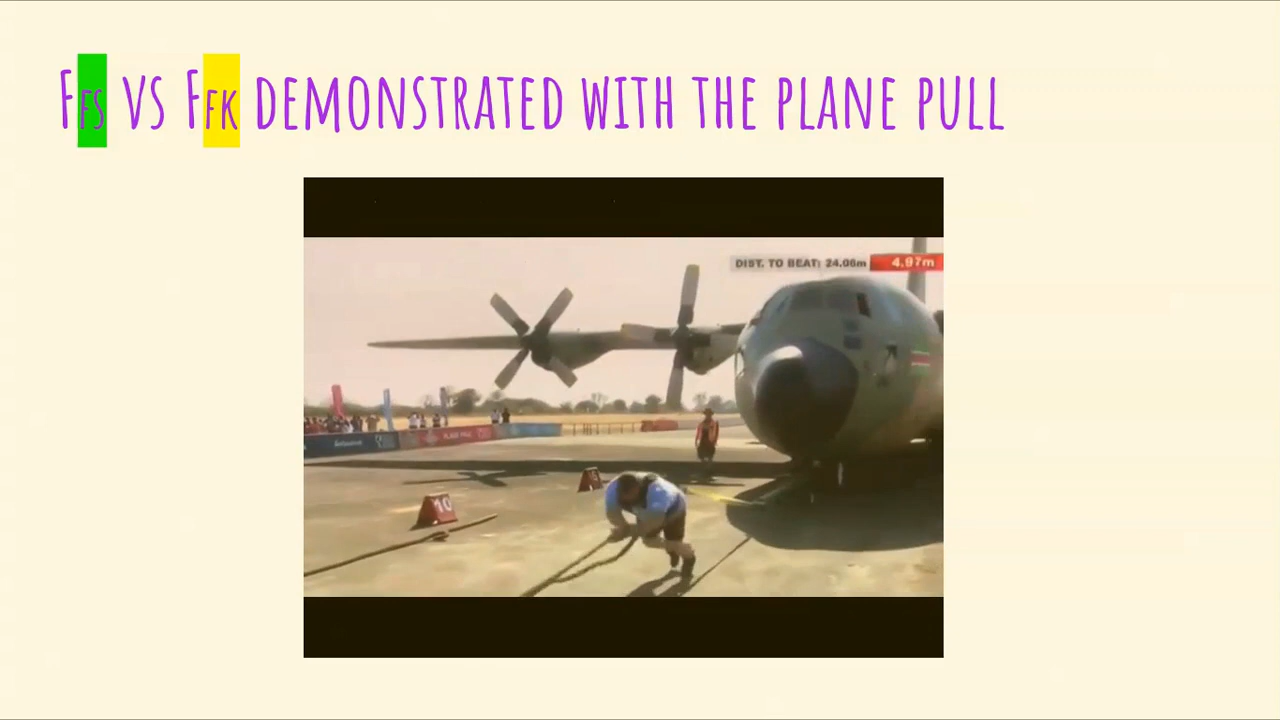 FFS VS FFK DEMONSTRATED WITH THE PLANE PULL
DIST. TO BEAT: 24.06m 4.97m
10